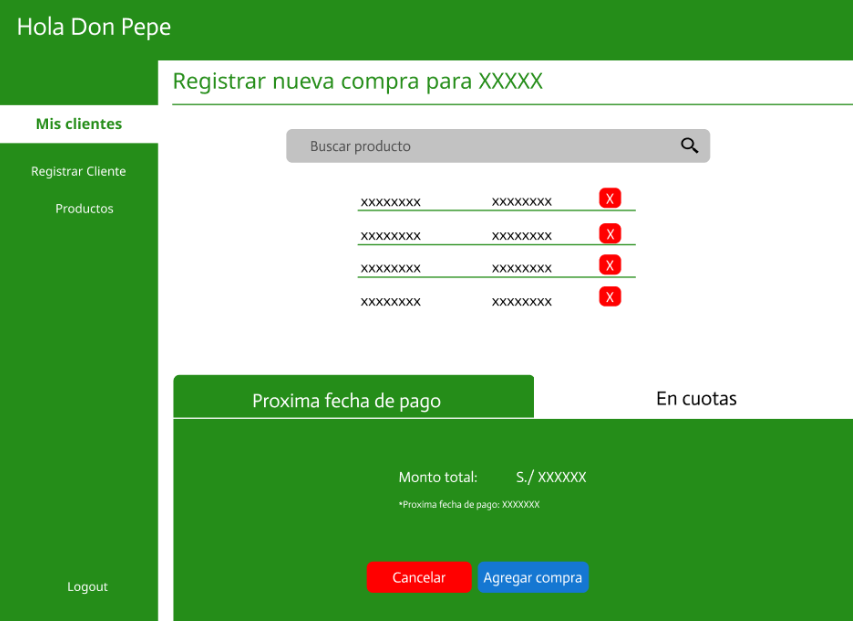 Hola Don Pepe
Registrar nueva compra para XXXXX
Mis clientes
Registrar Cliente
Productos
Buscar producto
xxxxxxxx xxxxxxxx X
xxxxxxxx xxxxxxxx X
xxxxxxxx xxxxxxxx X
xxxxxxxx xxxxxxxx X
Proxima fecha de pago
En cuotas
Monto total: S./ XXXXXX
*Proxima fecha de pago: XXXXXXX
Cancelar
Agregar compra
Logout